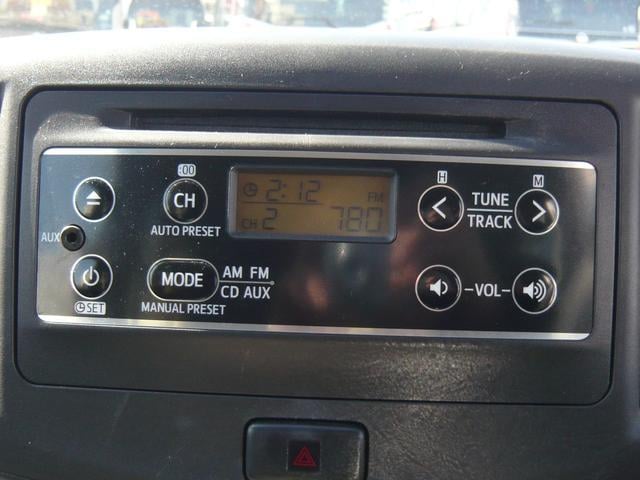 :00
H
M
CH
2:12
FM
TUNE
TRACK
CH 2
780
AUX
AUTO PRESET
MODE
AM FM
CD AUX
-VOL-
SET
MANUAL PRESET